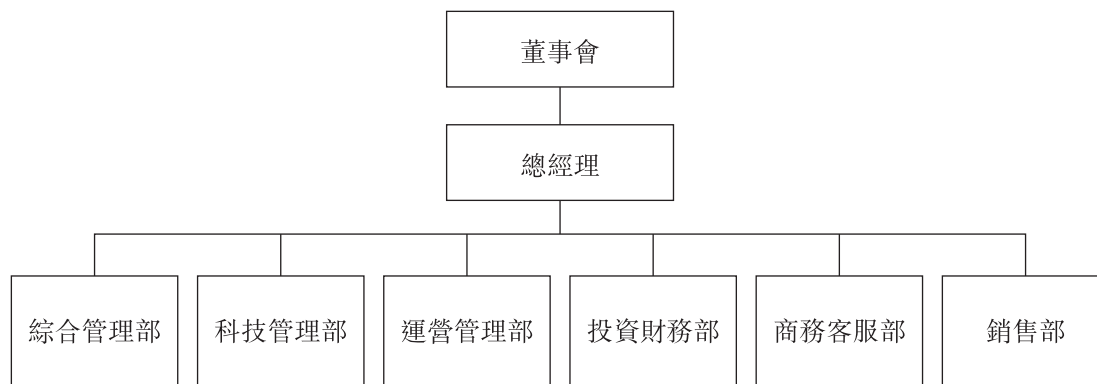 董事會
總經理
綜合管理部
科技管理部
運營管理部
投資財務部
商務客服部
銷售部